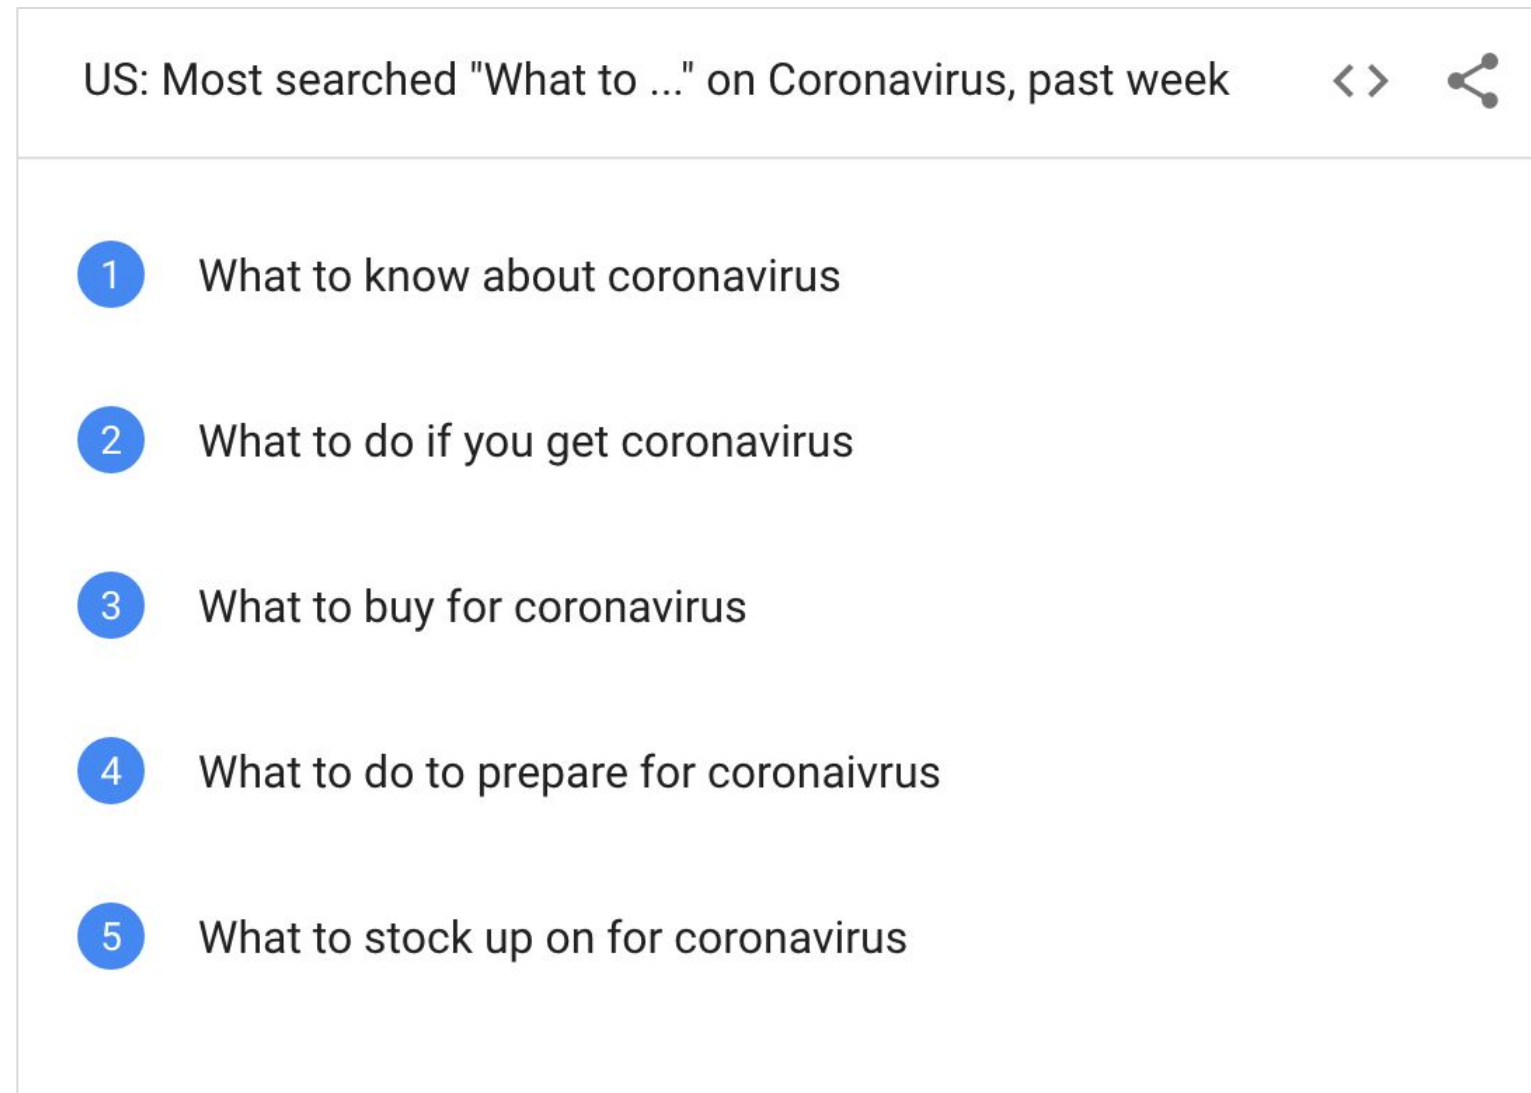 US: Most searched "What to ..." on Coronavirus, past week
1 What to know about coronavirus
2 What to do if you get coronavirus
3 What to buy for coronavirus
4 What to do to prepare for coronaivrus
5 What to stock up on for coronavirus